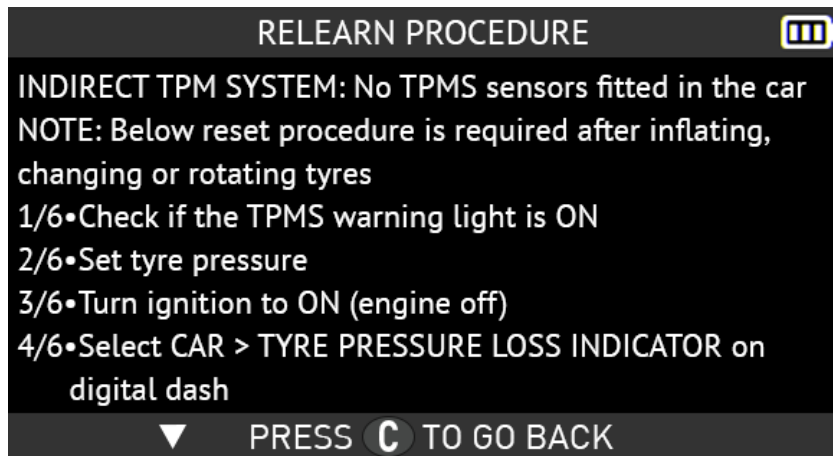 RELEARN PROCEDURE
INDIRECT TPM SYSTEM: No TPMS sensors fitted in the car
NOTE: Below reset procedure is required after inflating,
changing or rotating tyres
1/6•Check if the TPMS warning light is ON
2/6•Set tyre pressure
3/6•Turn ignition to ON (engine off)
4/6•Select CAR > TYRE PRESSURE LOSS INDICATOR on
digital dash
▼ PRESS C TO GO BACK